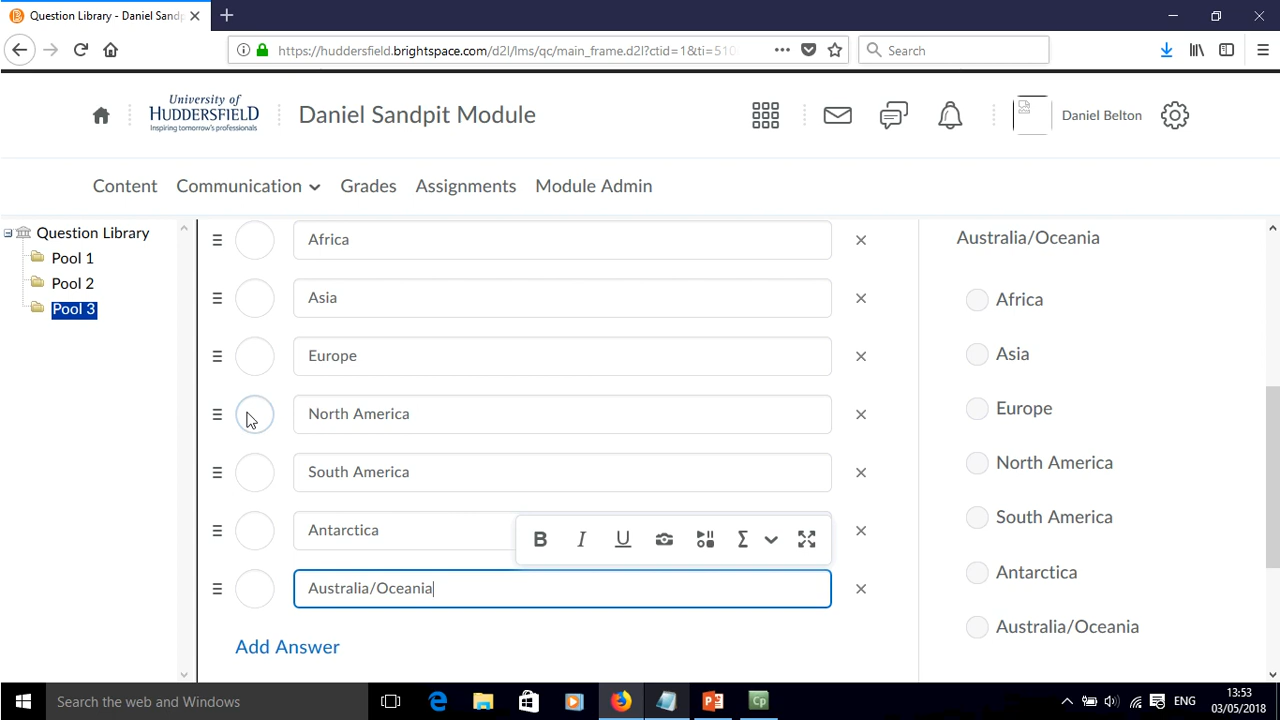 Question Library - Daniel Sandp
https://huddersfield.brightspace.com/d2l/lms/qc/main_frame.d2l?ctid=1&ti=510
Search
University of
HUDDERSFIELD
Inspiring tomorrow's professionals
Daniel Sandpit Module
Daniel Belton
Content
Communication
Grades
Assignments
Module Admin
Question Library
Pool 1
Pool 2
Pool 3
Africa
Asia
Europe
North America
South America
Antarctica
B I U Σ
Australia/Oceania
Add Answer
Australia/Oceania
Africa
Asia
Europe
North America
South America
Antarctica
Australia/Oceania
Search the web and Windows
ENG
13:53
03/05/2018